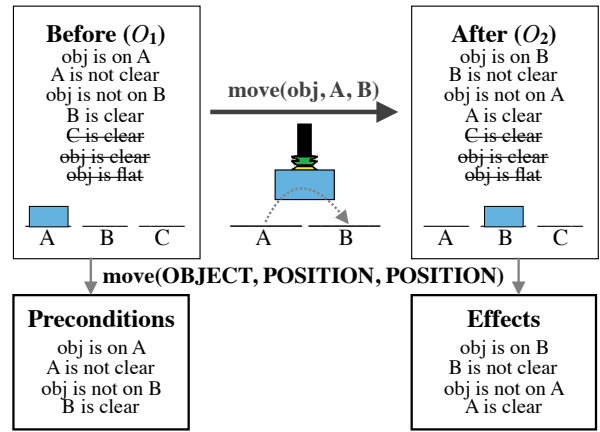 Before (O₁)
obj is on A
A is not clear
obj is not on B
B is clear
C is clear
obj is clear
obj is flat
A B C
move(obj, A, B)
A B
After (O₂)
obj is on B
B is not clear
obj is not on A
A is clear
C is clear
obj is clear
obj is flat
A B C
move(OBJECT, POSITION, POSITION)
Preconditions
obj is on A
A is not clear
obj is not on B
B is clear
Effects
obj is on B
B is not clear
obj is not on A
A is clear